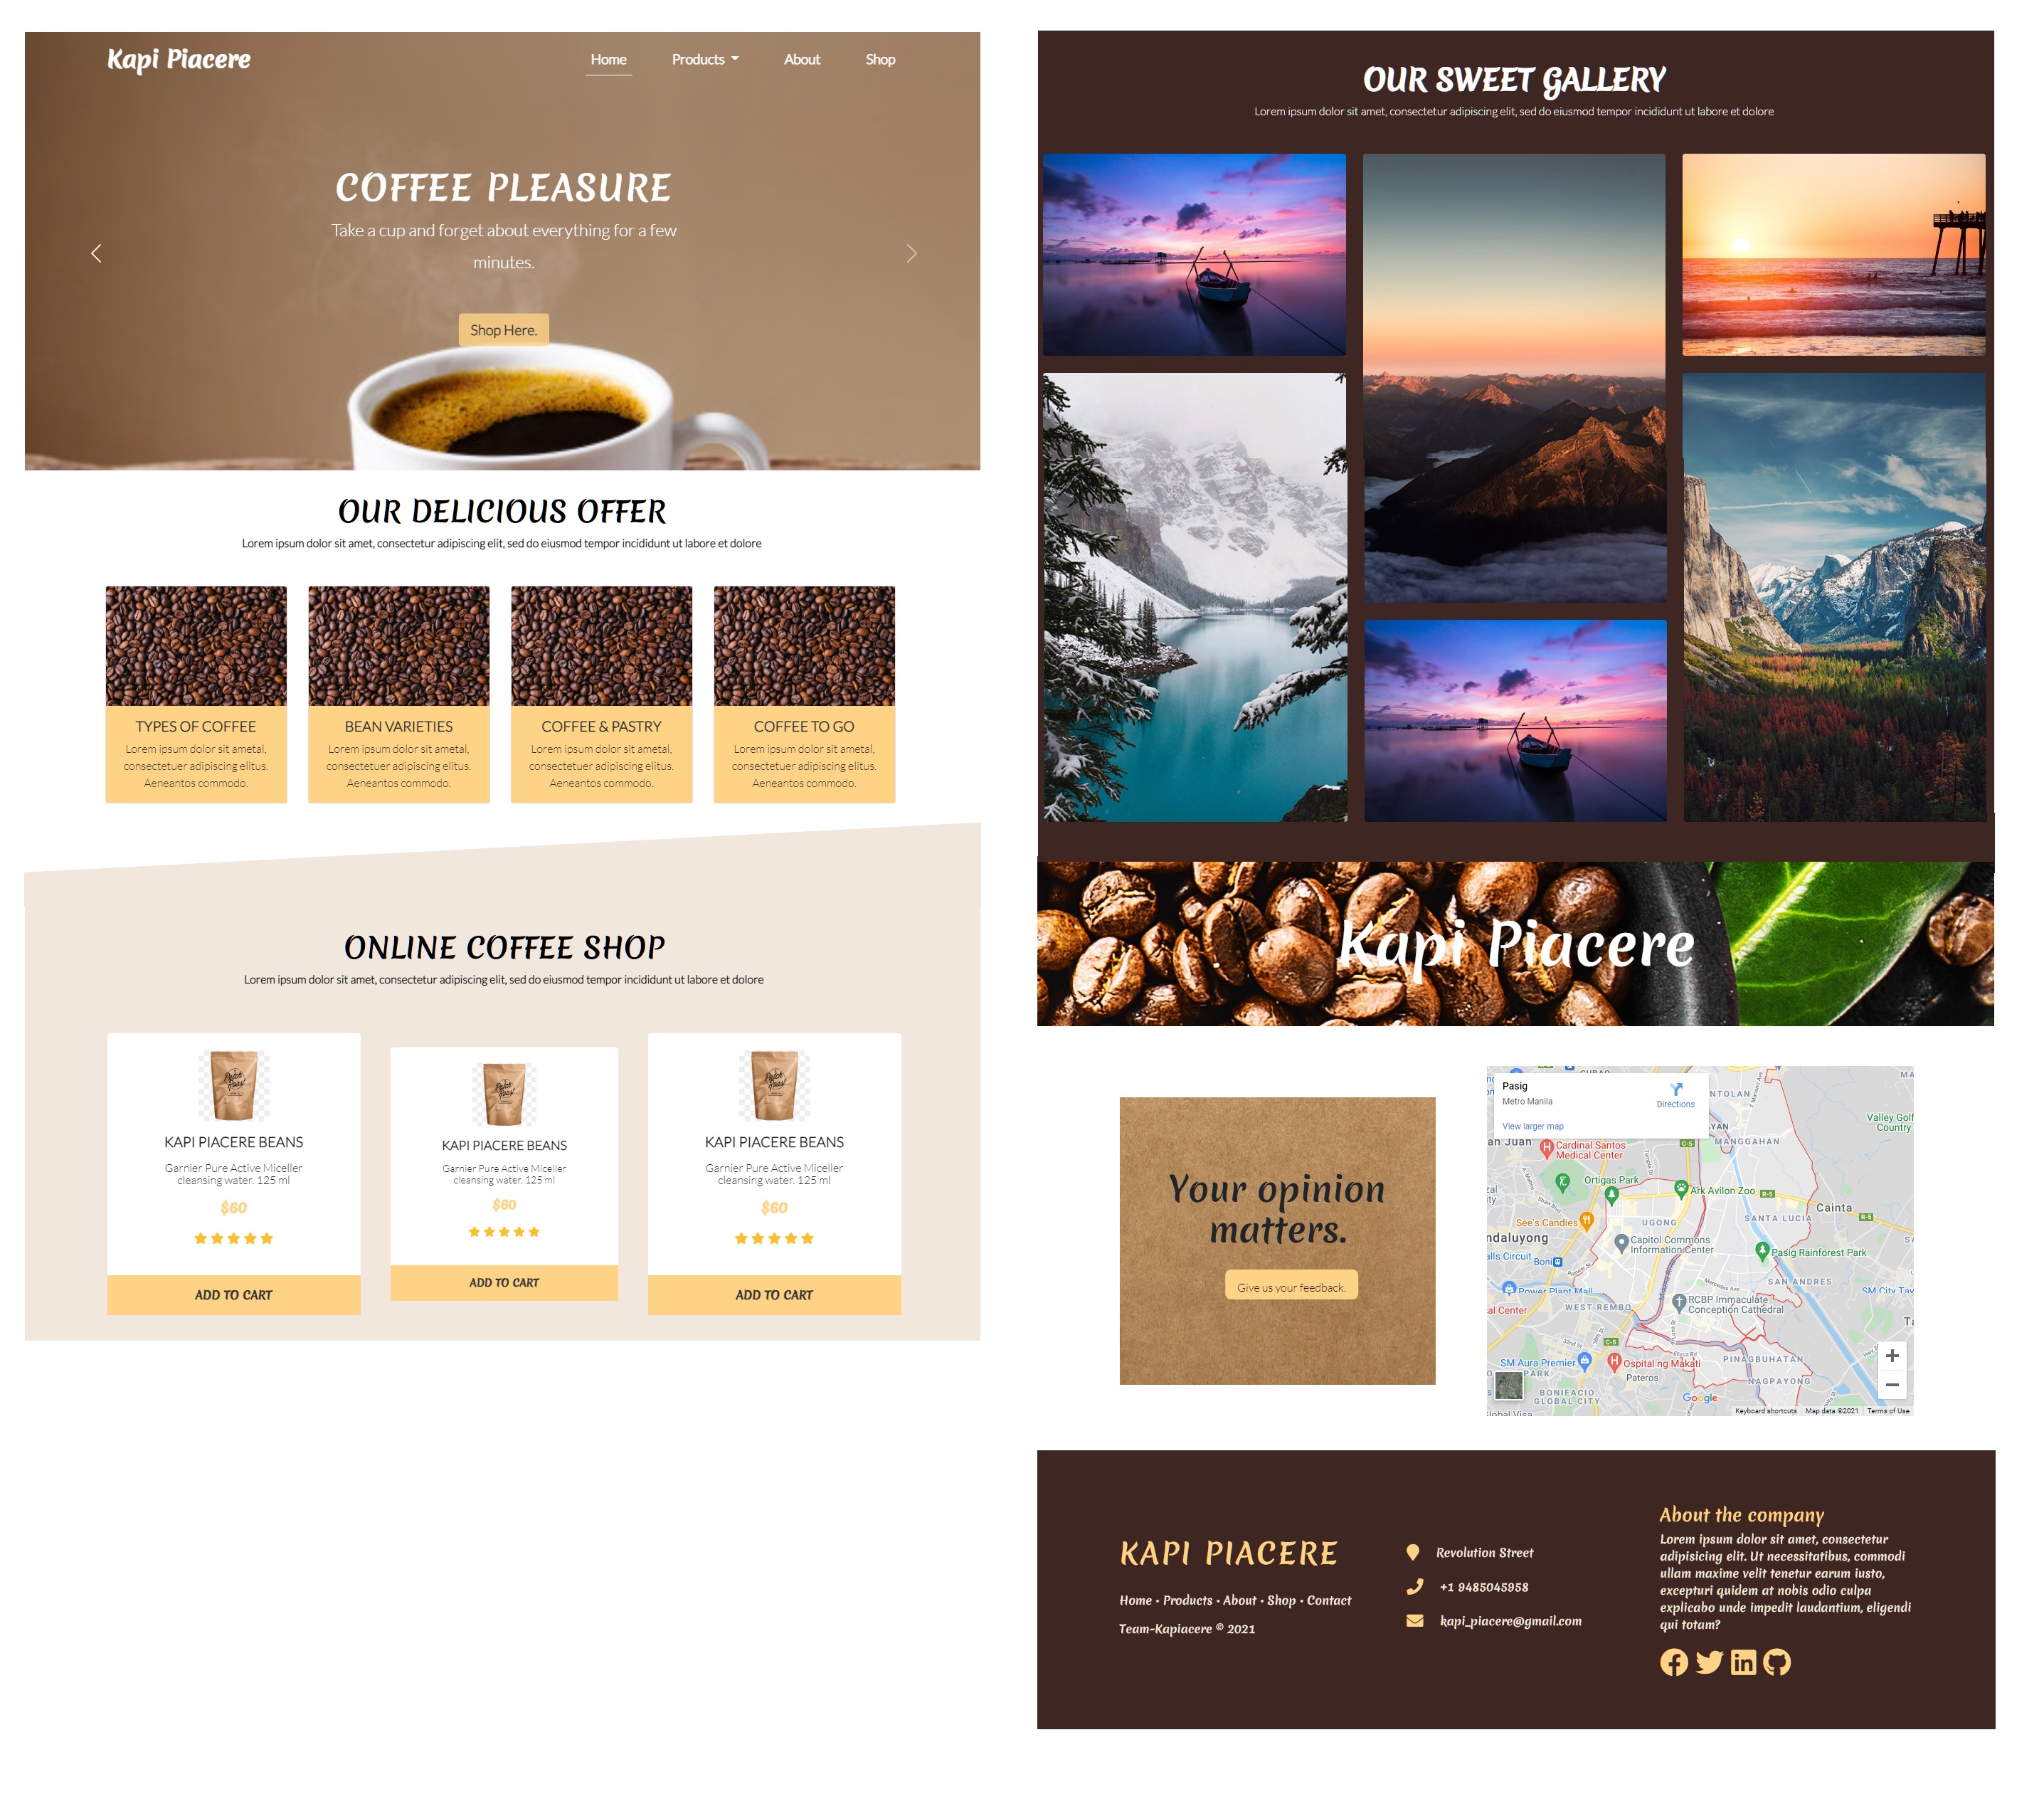 Kapi Piacere
Home Products About Shop
COFFEE PLEASURE
Take a cup and forget about everything for a few
minutes.
Shop Here.
OUR DELICIOUS OFFER
Lorem ipsum dolor sit amet, consectetur adipiscing elit, sed do eiusmod tempor incididunt ut labore et dolore
TYPES OF COFFEE
Lorem ipsum dolor sit ametal,
consectetuer adipiscing elitus.
Aeneantos commodo.
BEAN VARIETIES
Lorem ipsum dolor sit ametal,
consectetuer adipiscing elitus.
Aeneantos commodo.
COFFEE & PASTRY
Lorem ipsum dolor sit ametal,
consectetuer adipiscing elitus.
Aeneantos commodo.
COFFEE TO GO
Lorem ipsum dolor sit ametal,
consectetuer adipiscing elitus.
Aeneantos commodo.
ONLINE COFFEE SHOP
Lorem ipsum dolor sit amet, consectetur adipiscing elit, sed do eiusmod tempor incididunt ut labore et dolore
KAPI PIACERE BEANS
Garnier Pure Active Miceller
cleansing water. 125 ml
$60
ADD TO CART
KAPI PIACERE BEANS
Garnier Pure Active Miceller
cleansing water. 125 ml
$60
ADD TO CART
KAPI PIACERE BEANS
Garnier Pure Active Miceller
cleansing water. 125 ml
$60
ADD TO CART
OUR SWEET GALLERY
Lorem ipsum dolor sit amet, consectetur adipiscing elit, sed do eiusmod tempor incididunt ut labore et dolore
Kapi Piacere
Your opinion
matters.
Give us your feedback.
Pasig
Metro Manila
Directions
View larger map
Valley Golf
Country
MANGGAHAN
Cardinal Santos
Medical Center
C-5
Ortigas Park
Ark Avilon Zoo
R-5
Cainta
R-5
See's Candies
UGONG
SANTA LUCIA
Capitol Commons
Information Center
Pasig Rainforest Park
Boni
SAN ANDRES
Power Plant Mall
RCBP Immaculate
Conception Cathedral
WEST REMBO
C-5
SM Aura Premier
Ospital ng Makati
PINAGBUHATAN
Pateros
NAGPAYONG
BONIFACIO
GLOBAL CITY
Google
Keyboard shortcuts Map data ©2021 Terms of Use
KAPI PIACERE
Home • Products • About • Shop • Contact
Team-Kapiacere © 2021
Revolution Street
+1 9485045958
kapi_piacere@gmail.com
About the company
Lorem ipsum dolor sit amet, consectetur
adipisicing elit. Ut necessitatibus, commodi
ullam maxime velit tenetur earum iusto,
excepturi quidem at nobis odio culpa
explicabo unde impedit laudantium, eligendi
qui totam?